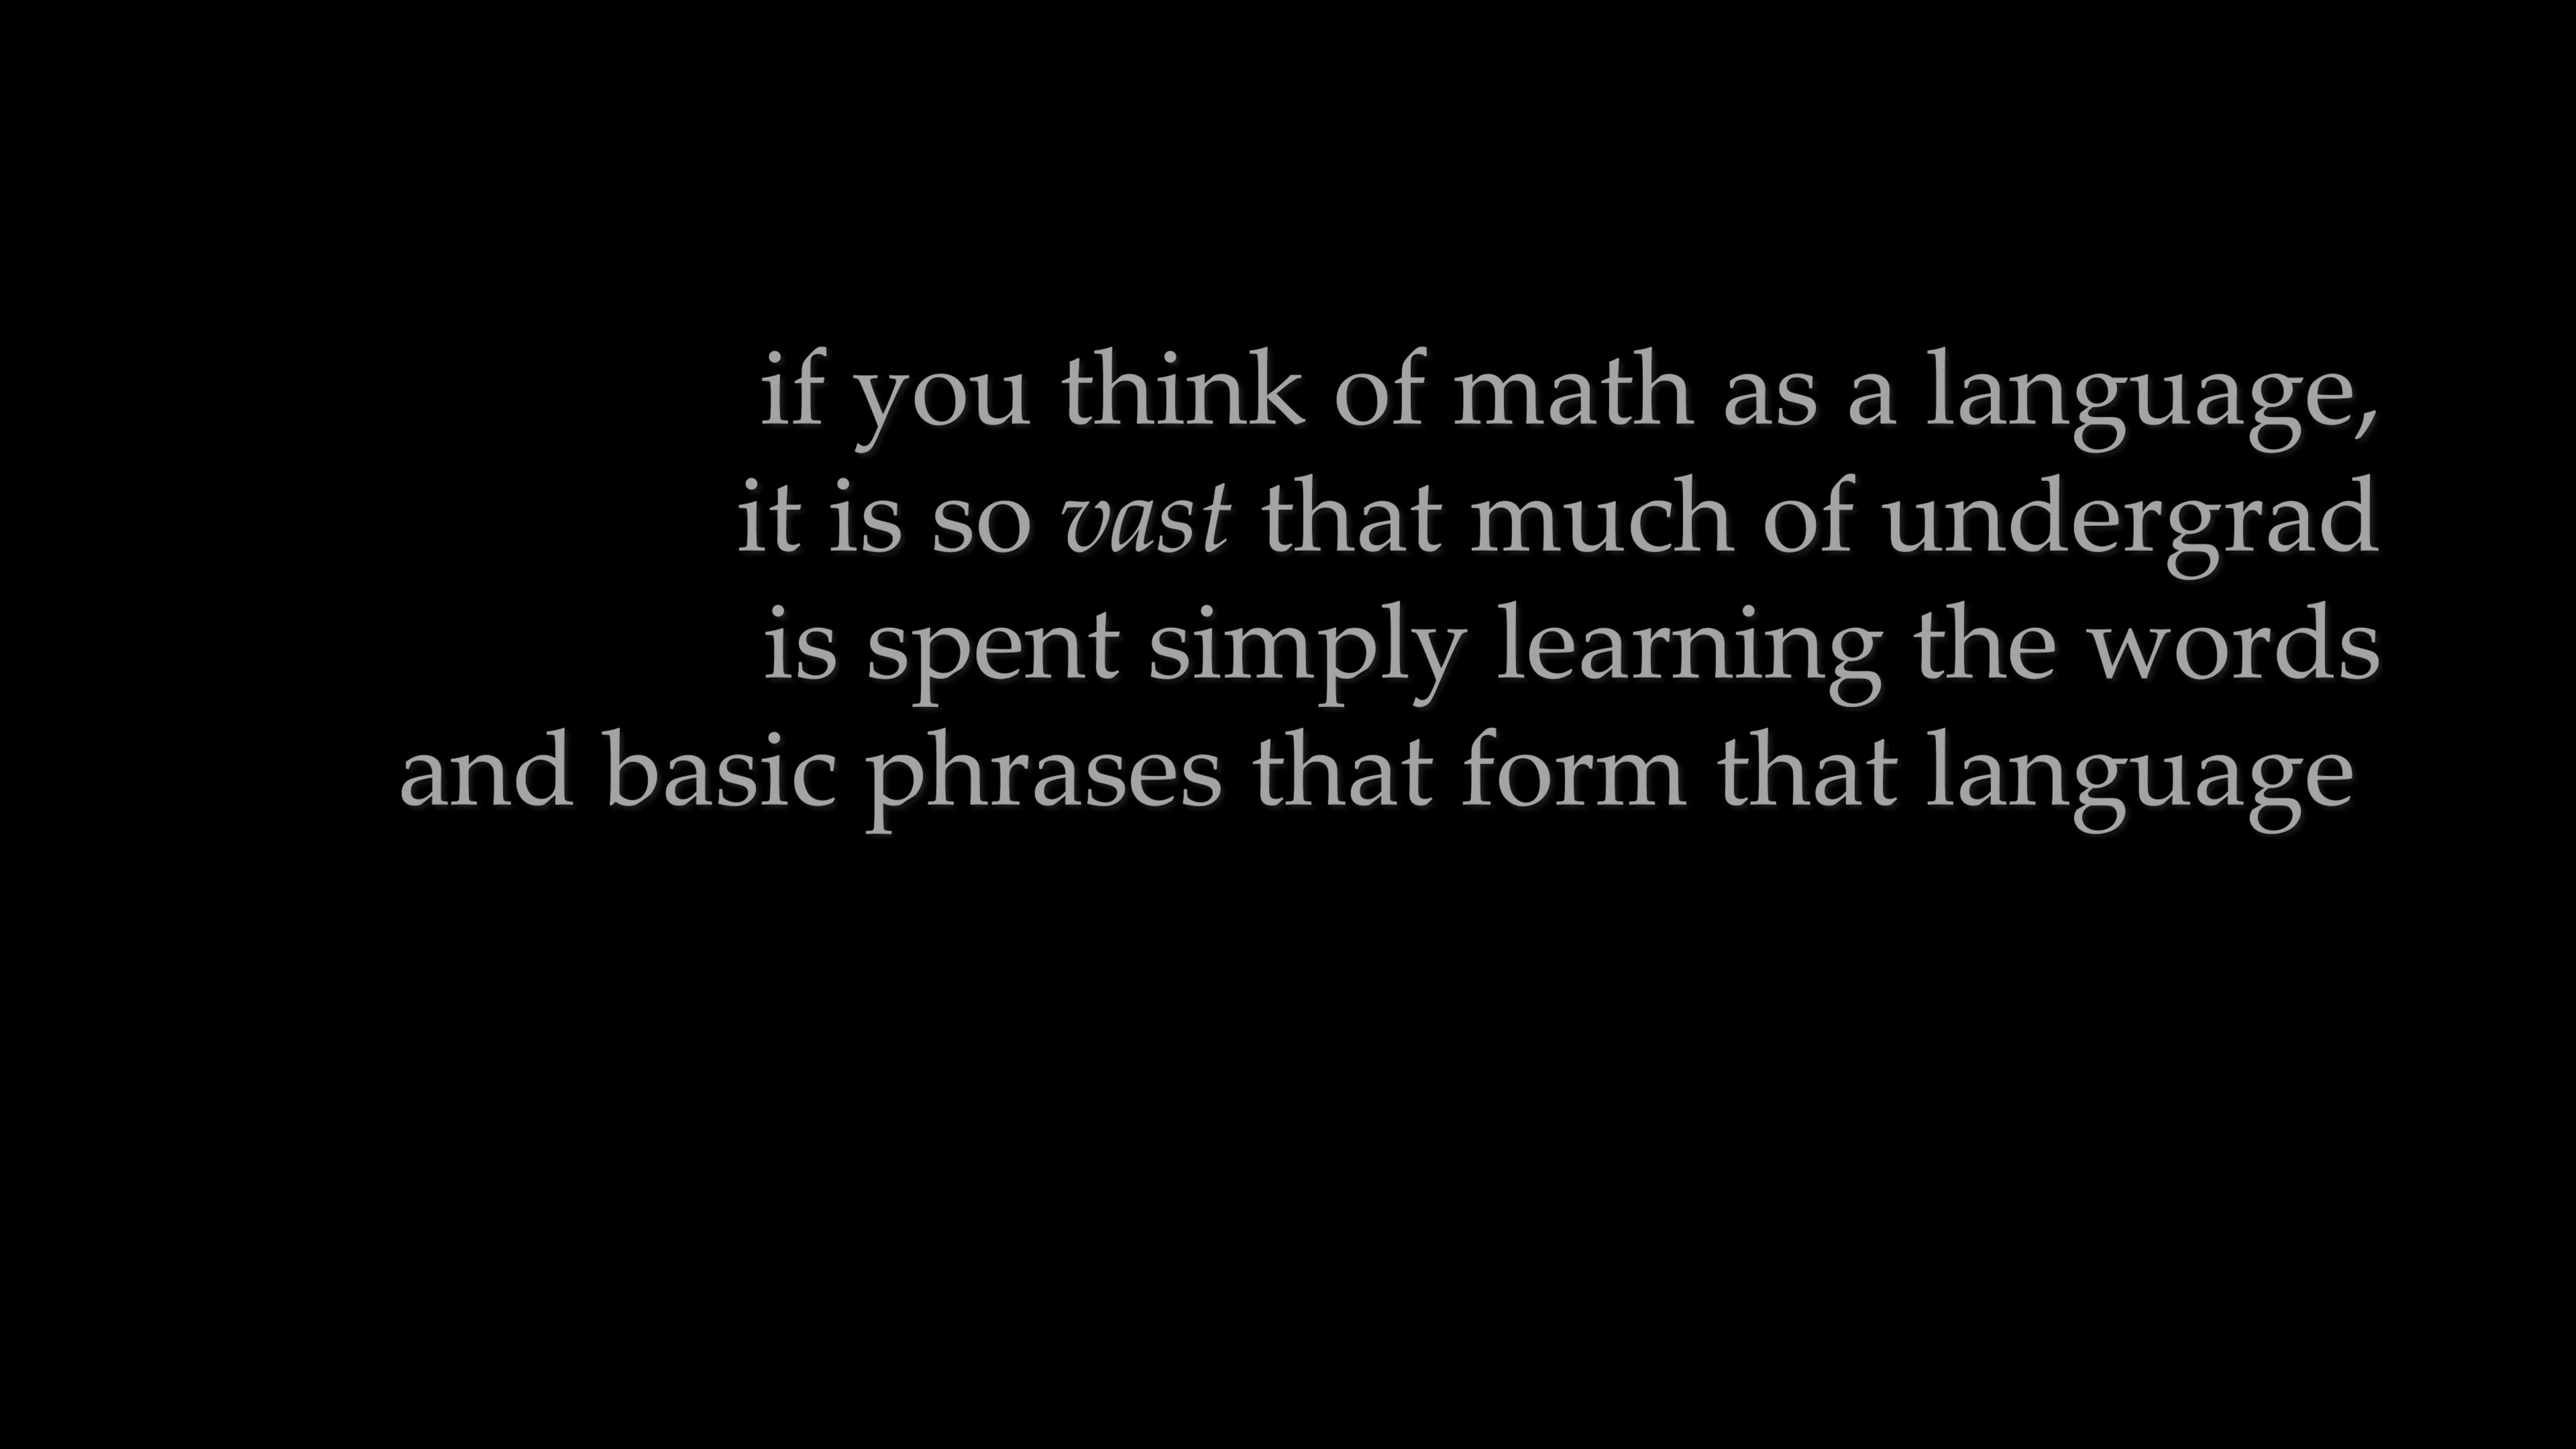 if you think of math as a language,
it is so vast that much of undergrad
is spent simply learning the words
and basic phrases that form that language